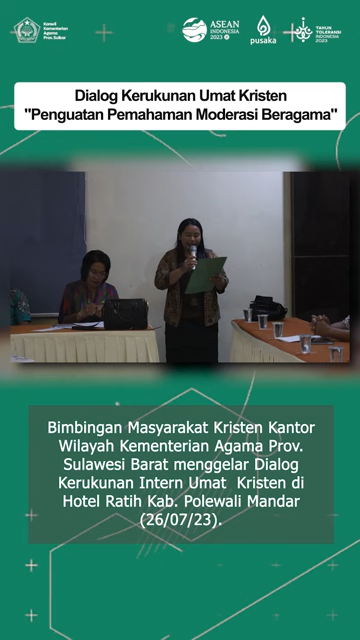 Kanwil
Kementerian
Agama
Prov. Sulbar
ASEAN
INDONESIA
2023
pusaka
TAHUN
TOLERANSI
INDONESIA
2023
Dialog Kerukunan Umat Kristen
"Penguatan Pemahaman Moderasi Beragama"
Bimbingan Masyarakat Kristen Kantor
Wilayah Kementerian Agama Prov.
Sulawesi Barat menggelar Dialog
Kerukunan Intern Umat Kristen di
Hotel Ratih Kab. Polewali Mandar
(26/07/23).